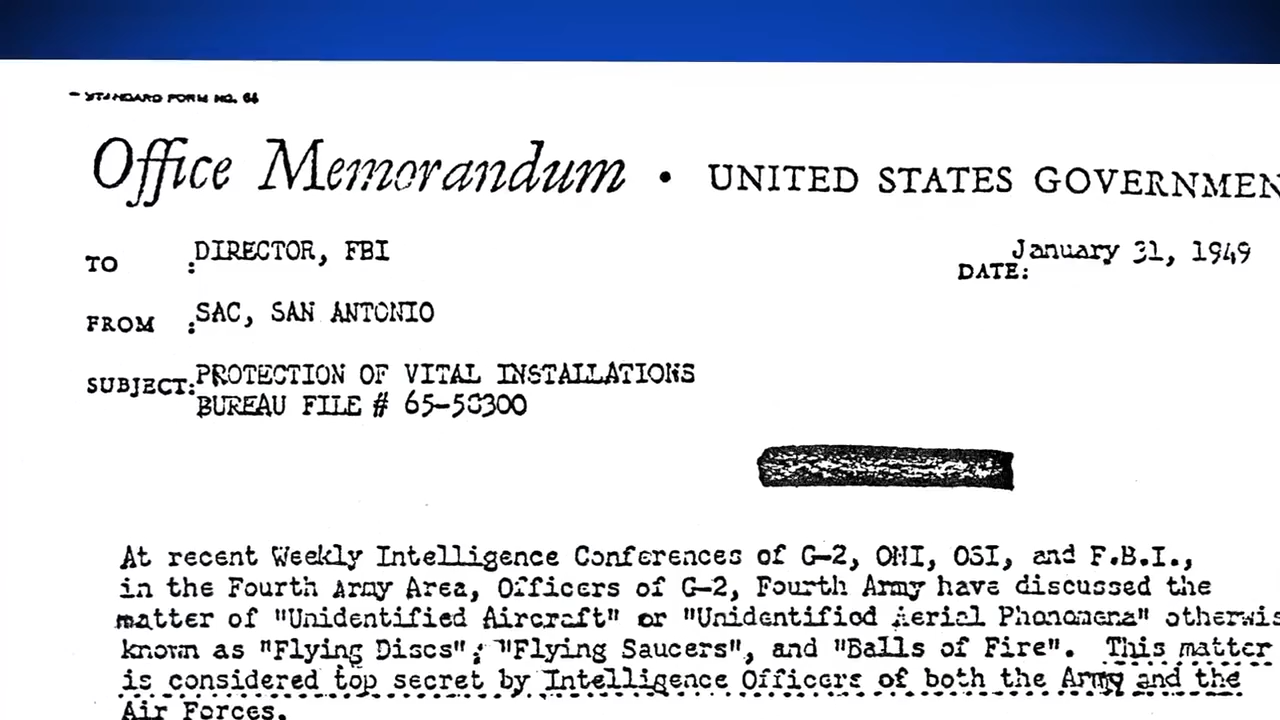 STANDARD FORM NO. 64
Office Memorandum • UNITED STATES GOVERNMEN
TO : DIRECTOR, FBI
DATE: January 31, 1949
FROM : SAC, SAN ANTONIO
SUBJECT: PROTECTION OF VITAL INSTALLATIONS
BUREAU FILE # 65-58300
At recent Weekly Intelligence Conferences of G-2, ONI, OSI, and F.B.I.,
in the Fourth Army Area, Officers of G-2, Fourth Army have discussed the
matter of "Unidentified Aircraft" or "Unidentified Aerial Phenomena" otherwis
known as "Flying Discs", "Flying Saucers", and "Balls of Fire". This matter
is considered top secret by Intelligence Officers of both the Army and the
Air Forces.